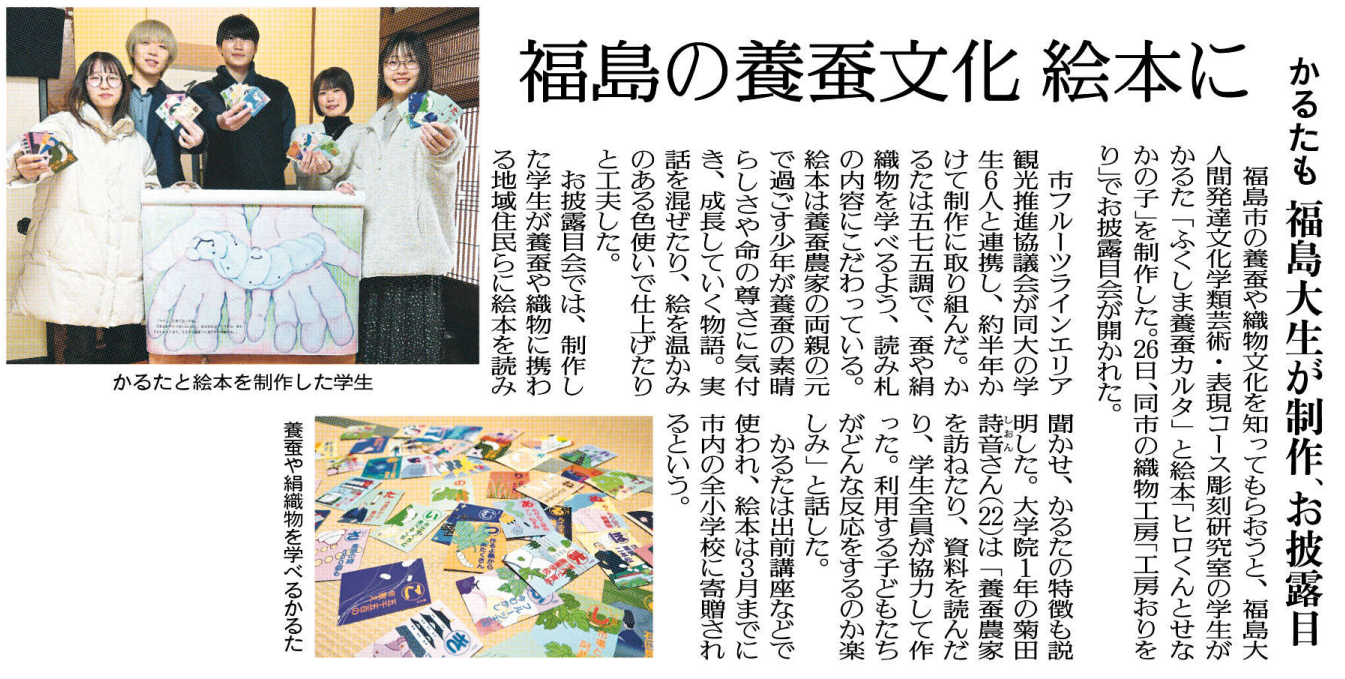 福島の養蚕文化 絵本に
かるたも 福島大生が制作、お披露目
福島市の養蚕や織物文化を知ってもらおうと、福島大
人間発達文化学類芸術・表現コース彫刻研究室の学生が
かるた「ふくしま養蚕カルタ」と絵本「ヒロくんとせな
かの子」を制作した。26日、同市の織物工房「工房おりを
り」でお披露目会が開かれた。
市フルーツラインエリア
観光推進協議会が同大の学
生6人と連携し、約半年か
けて制作に取り組んだ。か
るたは五七五調で、蚕や絹
織物を学べるよう、読み札
の内容にこだわっている。
絵本は養蚕農家の両親の元
で過ごす少年が養蚕の素晴
らしさや命の尊さに気付
き、成長していく物語。実
話を混ぜたり、絵を温かみ
のある色使いで仕上げたり
と工夫した。
お披露目会では、制作し
た学生が養蚕や織物に携わ
る地域住民らに絵本を読み
聞かせ、かるたの特徴も説
明した。大学院1年の菊田
詩音さん(22)は「養蚕農家
しおん
を訪ねたり、資料を読んだ
り、学生全員が協力して作
った。利用する子どもたち
がどんな反応をするのか楽
しみ」と話した。
かるたは出前講座などで
使われ、絵本は3月までに
市内の全小学校に寄贈され
るという。
かるたと絵本を制作した学生
養蚕や絹織物を学べるかるた